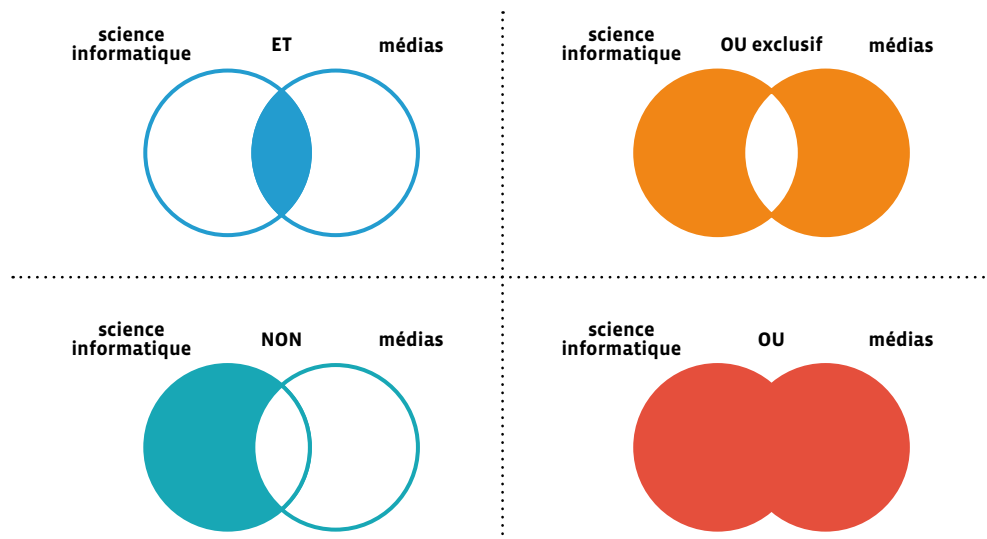 science
informatique
ET
médias
science
informatique
OU exclusif
médias
science
informatique
NON
médias
science
informatique
OU
médias